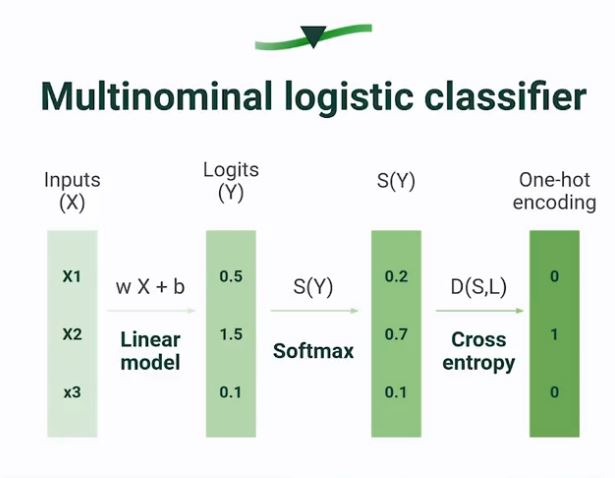 Multinominal logistic classifier
Inputs
(X)
Logits
(Y)
S(Y)
One-hot
encoding
X1
X2
x3
w X + b
Linear
model
0.5
1.5
0.1
S(Y)
Softmax
0.2
0.7
0.1
D(S,L)
Cross
entropy
0
1
0